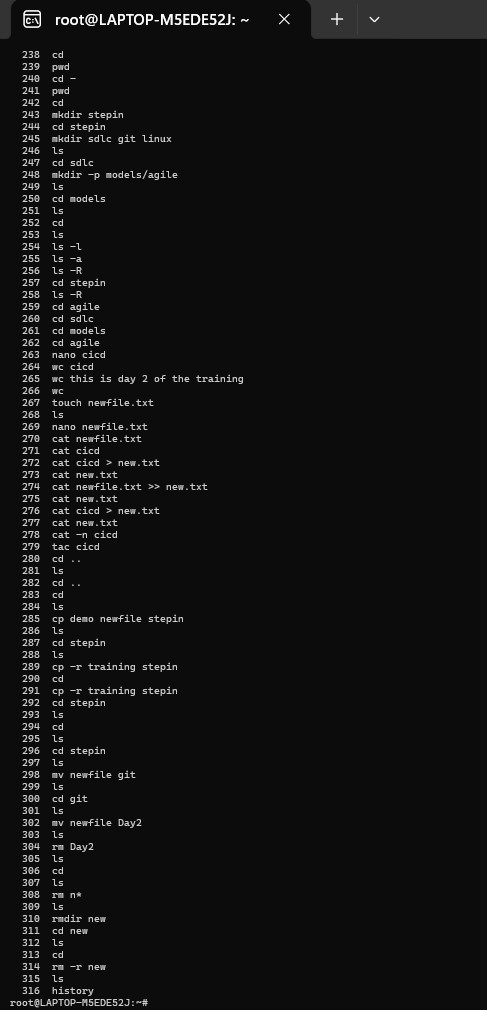 root@LAPTOP-M5EDE52J: ~
238 cd
239 pwd
240 cd -
241 pwd
242 cd
243 mkdir stepin
244 cd stepin
245 mkdir sdlc git linux
246 ls
247 cd sdlc
248 mkdir -p models/agile
249 ls
250 cd models
251 ls
252 cd
253 ls
254 ls -l
255 ls -a
256 ls -R
257 cd stepin
258 ls -R
259 cd agile
260 cd sdlc
261 cd models
262 cd agile
263 nano cicd
264 wc cicd
265 wc this is day 2 of the training
266 wc
267 touch newfile.txt
268 ls
269 nano newfile.txt
270 cat newfile.txt
271 cat cicd
272 cat cicd > new.txt
273 cat new.txt
274 cat newfile.txt >> new.txt
275 cat new.txt
276 cat cicd > new.txt
277 cat new.txt
278 cat -n cicd
279 tac cicd
280 cd ..
281 ls
282 cd ..
283 cd
284 ls
285 cp demo newfile stepin
286 ls
287 cd stepin
288 ls
289 cp -r training stepin
290 cd
291 cp -r training stepin
292 cd stepin
293 ls
294 cd
295 ls
296 cd stepin
297 ls
298 mv newfile git
299 ls
300 cd git
301 ls
302 mv newfile Day2
303 ls
304 rm Day2
305 ls
306 cd
307 ls
308 rm n*
309 ls
310 rmdir new
311 cd new
312 ls
313 cd
314 rm -r new
315 ls
316 history
root@LAPTOP-M5EDE52J:~#